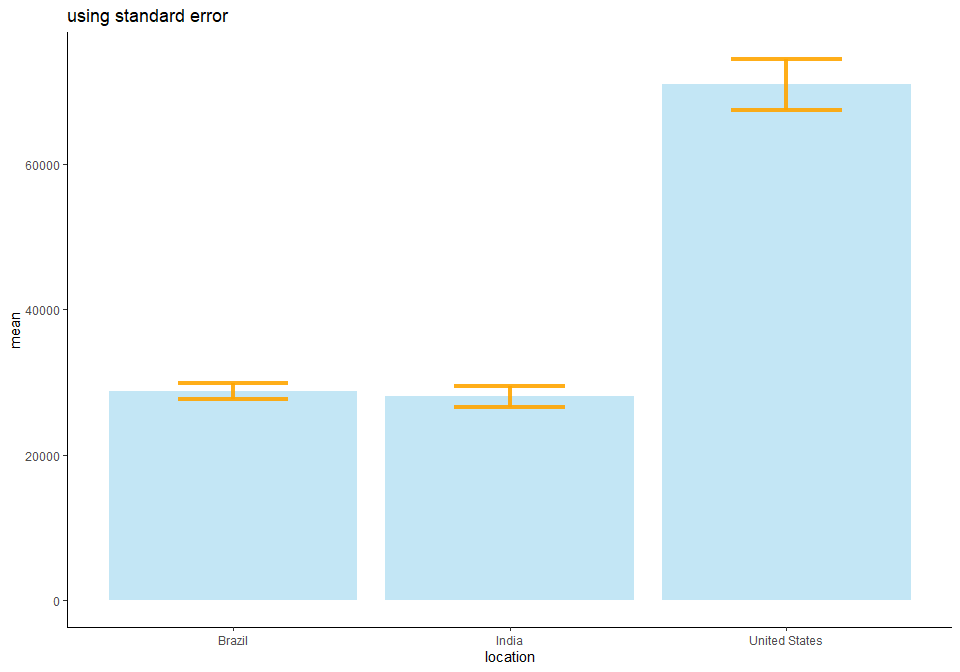 using standard error
mean
60000
40000
20000
0
Brazil India United States
location